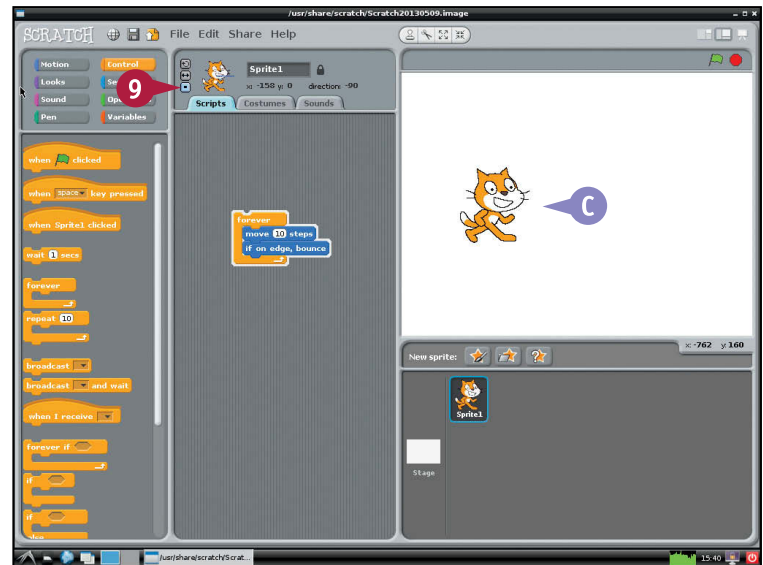 /usr/share/scratch/Scratch20130509.image
SCRATCH File Edit Share Help
Motion Control
Looks Se
Sound Op
Pen Variables
9
Sprite1
x: -158 y: 0 direction: -90
Scripts Costumes Sounds
when clicked
when space key pressed
when Sprite1 clicked
wait 1 secs
forever
repeat 10
broadcast
broadcast and wait
when I receive
forever if
if
if
else
forever
move 10 steps
if on edge, bounce
C
x: -762 y: 160
New sprite:
Sprite1
Stage
/usr/share/scratch/Scrat...
15:40